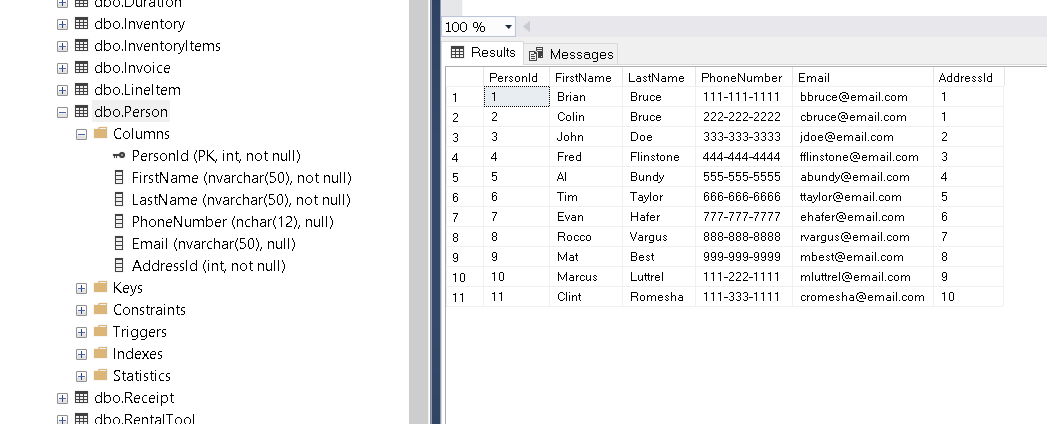 dbo.Duration
dbo.Inventory
dbo.InventoryItems
dbo.Invoice
dbo.LineItem
dbo.Person
Columns
PersonId (PK, int, not null)
FirstName (nvarchar(50), not null)
LastName (nvarchar(50), not null)
PhoneNumber (nchar(12), null)
Email (nvarchar(50), null)
AddressId (int, not null)
Keys
Constraints
Triggers
Indexes
Statistics
dbo.Receipt
dbo.RentalTool
100 %
Results Messages
PersonId FirstName LastName PhoneNumber Email AddressId
1 1 Brian Bruce 111-111-1111 bbruce@email.com 1
2 2 Colin Bruce 222-222-2222 cbruce@email.com 1
3 3 John Doe 333-333-3333 jdoe@email.com 2
4 4 Fred Flinstone 444-444-4444 fflinstone@email.com 3
5 5 Al Bundy 555-555-5555 abundy@email.com 4
6 6 Tim Taylor 666-666-6666 ttaylor@email.com 5
7 7 Evan Hafer 777-777-7777 ehafer@email.com 6
8 8 Rocco Vargus 888-888-8888 rvargus@email.com 7
9 9 Mat Best 999-999-9999 mbest@email.com 8
10 10 Marcus Luttrel 111-222-1111 mluttrel@email.com 9
11 11 Clint Romesha 111-333-1111 cromesha@email.com 10